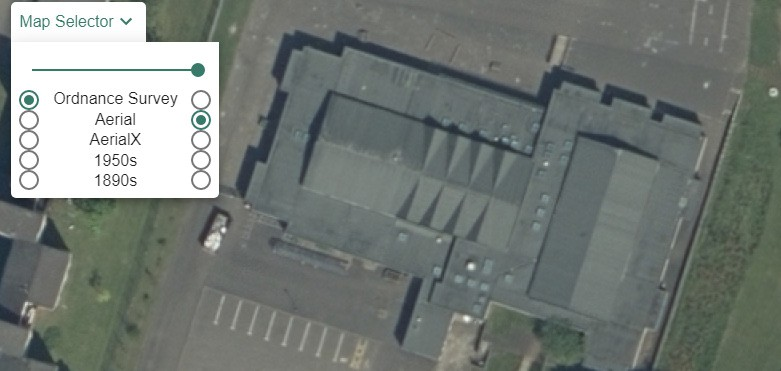 Map Selector
Ordnance Survey
Aerial
AerialX
1950s
1890s